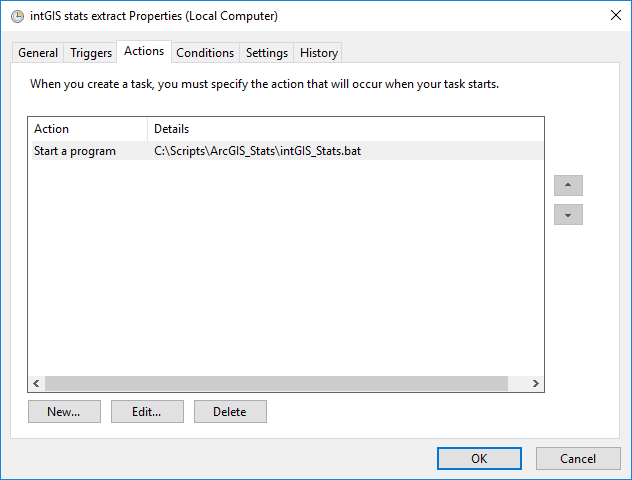 intGIS stats extract Properties (Local Computer)
General Triggers Actions Conditions Settings History
When you create a task, you must specify the action that will occur when your task starts.
Action Details
Start a program C:\Scripts\ArcGIS_Stats\intGIS_Stats.bat
New... Edit... Delete
OK Cancel